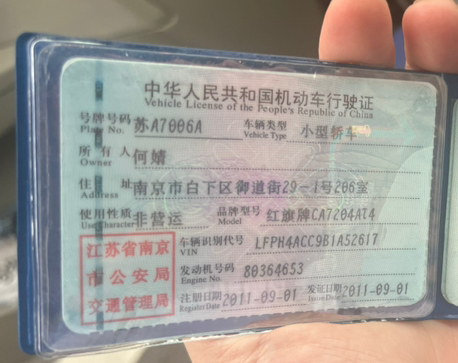 中华人民共和国机动车行驶证
Vehicle License of the People's Republic of China
号牌号码 苏A7006A 车辆类型 小型轿车
Plate No. Vehicle Type
所有人 何婧
Owner
住址 南京市白下区御道街29-1号206室
Address
使用性质 非营运 品牌型号 红旗牌CA7204AT4
Use Character Model
江苏省南京 车辆识别代号 LFPH4ACC9B1A52617
VIN
市公安局 发动机号码 80364653
Engine No.
交通管理局 注册日期 2011-09-01 发证日期 2011-09-01
Register Date Issue Date